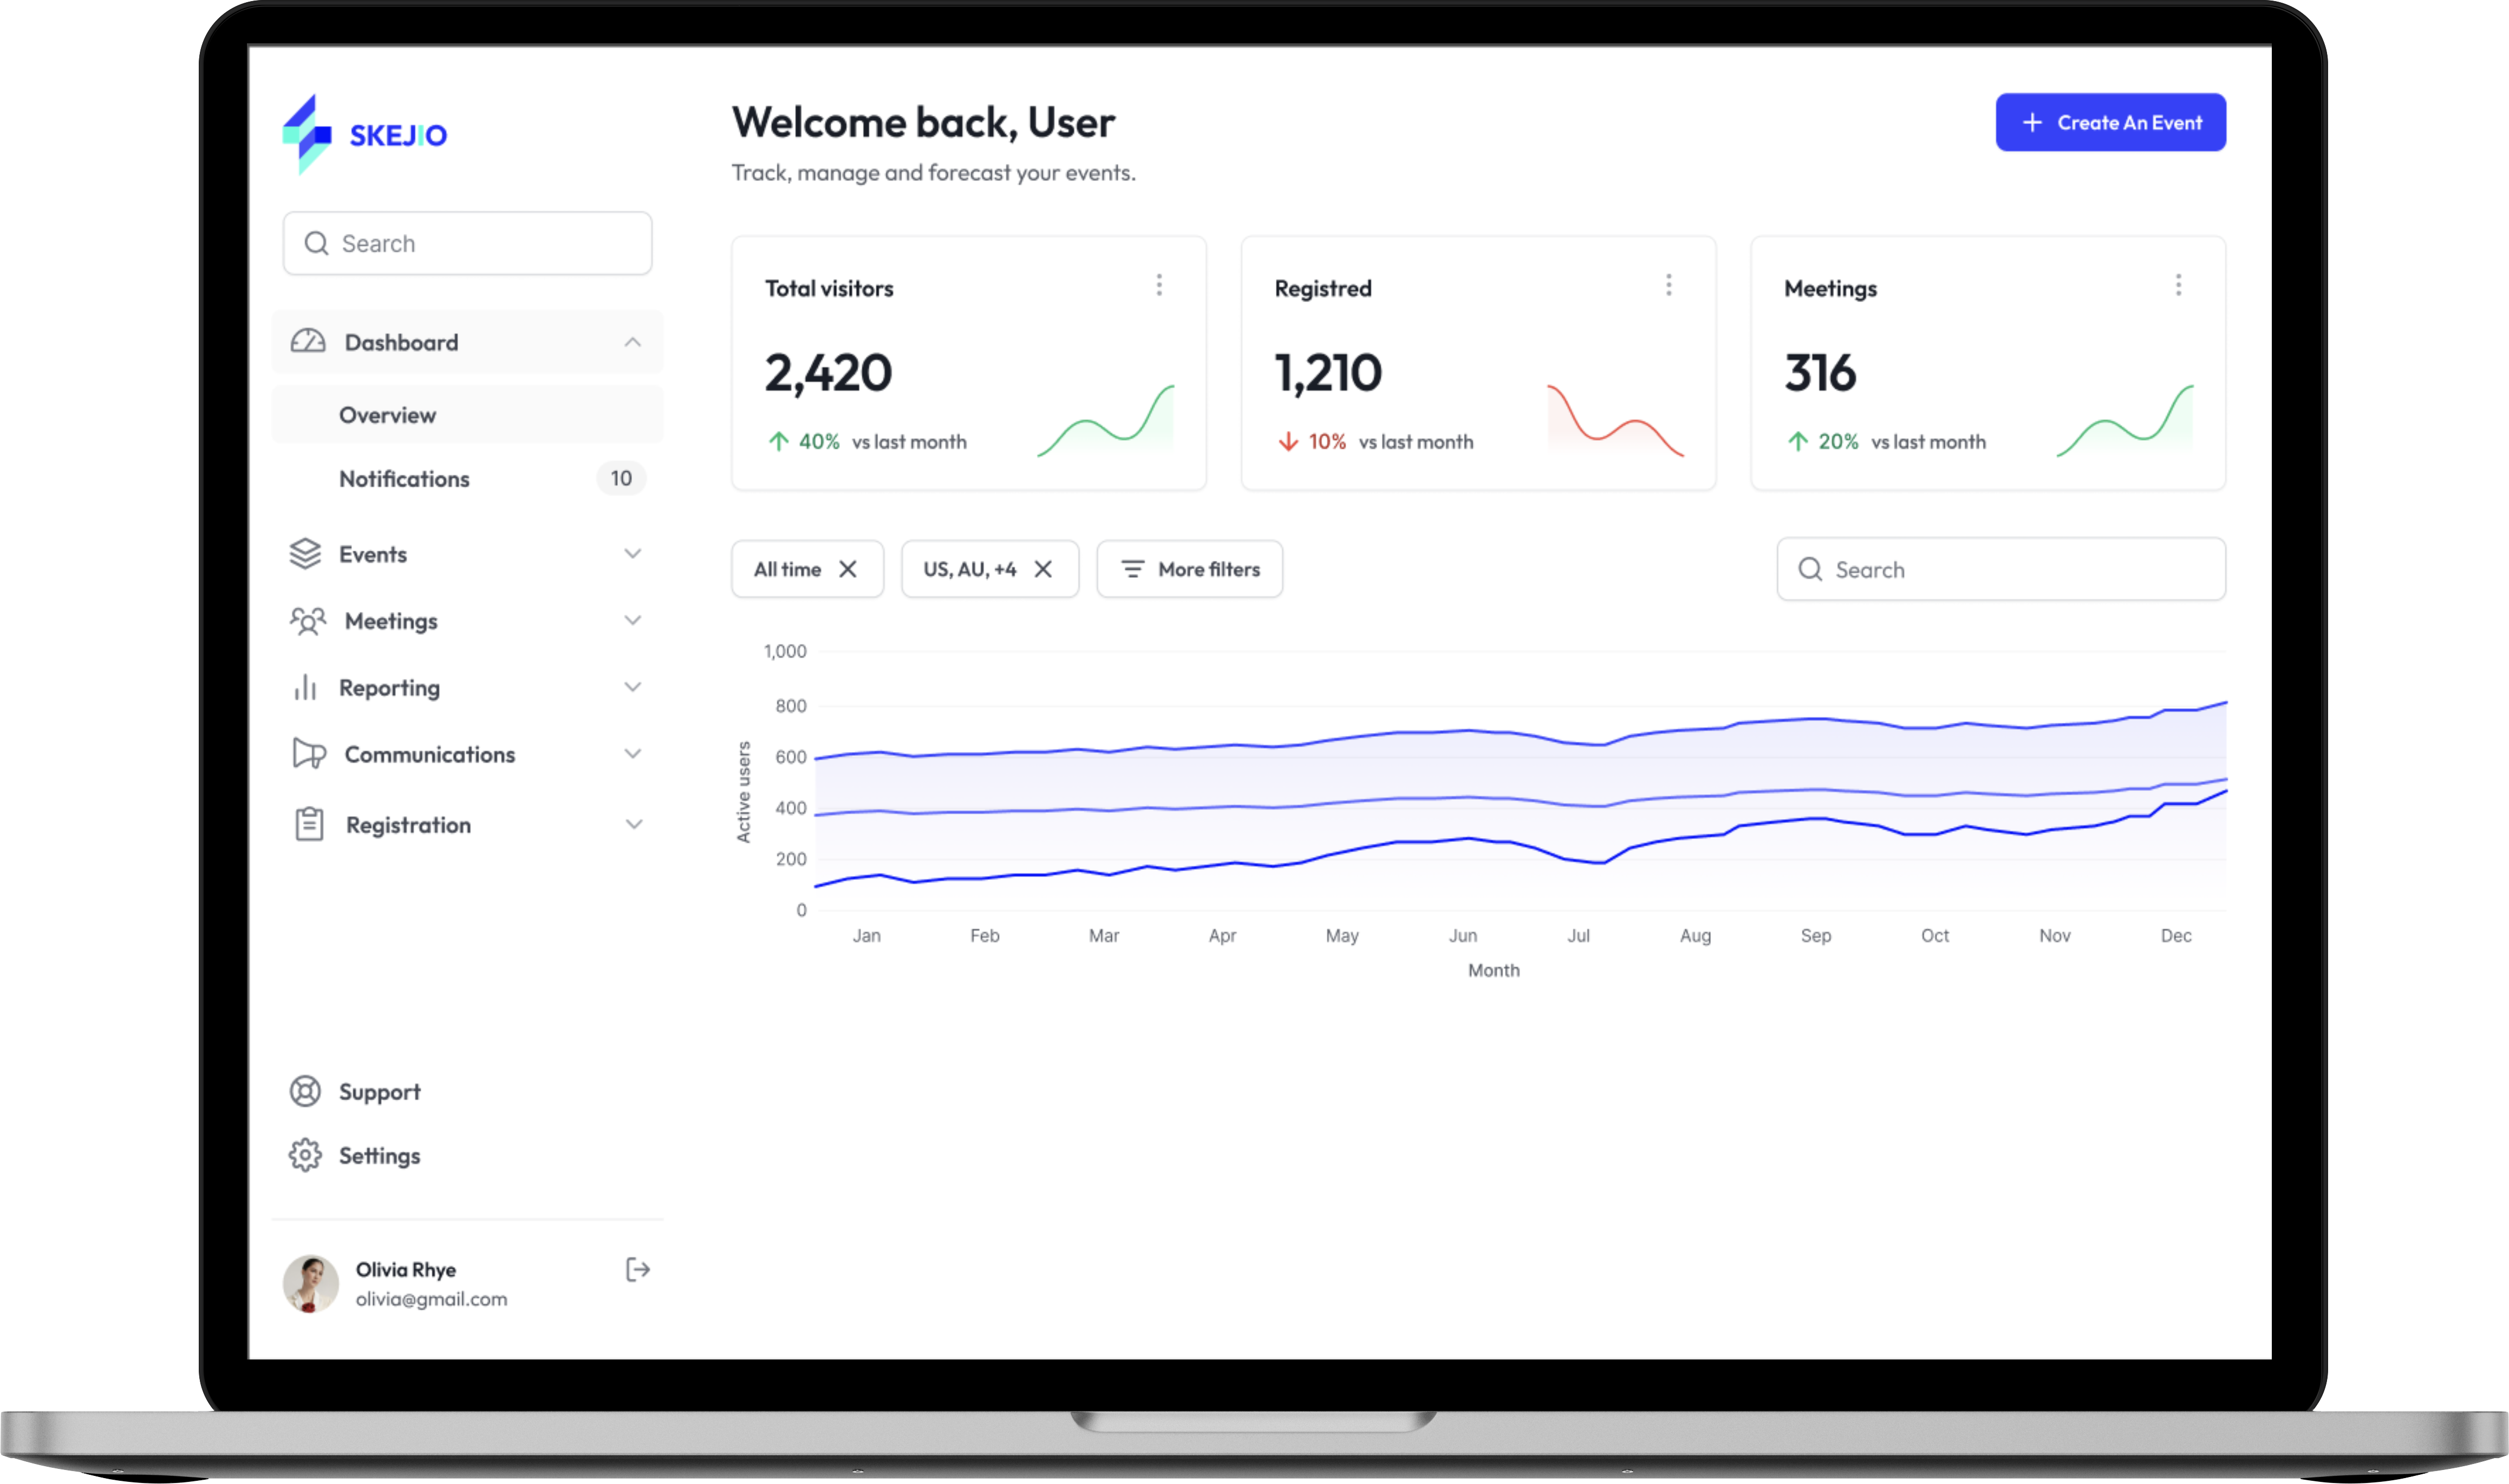 SKEJIO
Search
Dashboard
Overview
Notifications 10
Events
Meetings
Reporting
Communications
Registration
Support
Settings
Olivia Rhye
olivia@gmail.com
Welcome back, User
Track, manage and forecast your events.
+ Create An Event
Total visitors
2,420
40% vs last month
Registred
1,210
10% vs last month
Meetings
316
20% vs last month
All time
US, AU, +4
More filters
Search
1,000
800
600
400
200
0
Active users
Jan Feb Mar Apr May Jun Jul Aug Sep Oct Nov Dec
Month